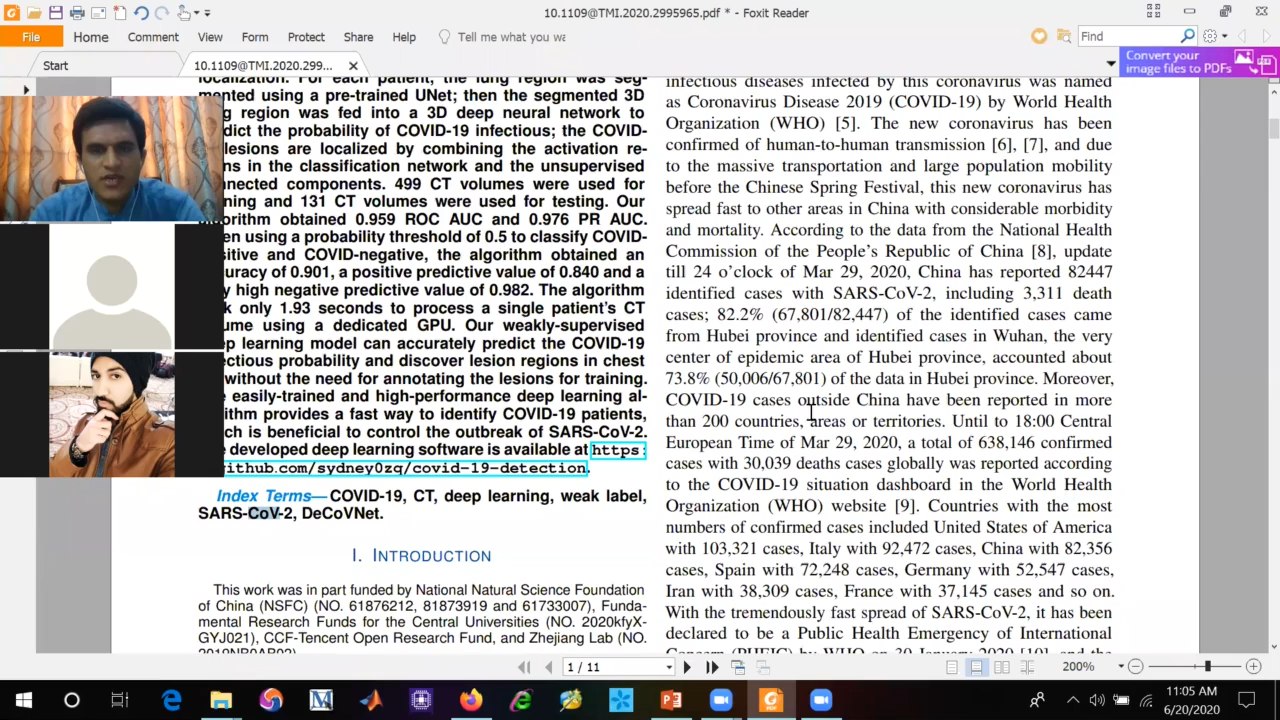 10.1109@TMI.2020.2995965.pdf * - Foxit Reader
File Home Comment View Form Protect Share Help Tell me what you wa Find
Start 10.1109@TMI.2020.299...
Convert your
image files to PDFs
localization. For each patient, the lung region was seg-
mented using a pre-trained UNet; then the segmented 3D
g region was fed into a 3D deep neural network to
dict the probability of COVID-19 infectious; the COVID-
lesions are localized by combining the activation re-
ns in the classification network and the unsupervised
nnected components. 499 CT volumes were used for
ning and 131 CT volumes were used for testing. Our
orithm obtained 0.959 ROC AUC and 0.976 PR AUC.
en using a probability threshold of 0.5 to classify COVID-
sitive and COVID-negative, the algorithm obtained an
uracy of 0.901, a positive predictive value of 0.840 and a
y high negative predictive value of 0.982. The algorithm
k only 1.93 seconds to process a single patient's CT
ume using a dedicated GPU. Our weakly-supervised
ep learning model can accurately predict the COVID-19
ectious probability and discover lesion regions in chest
without the need for annotating the lesions for training.
e easily-trained and high-performance deep learning al-
rithm provides a fast way to identify COVID-19 patients,
ich is beneficial to control the outbreak of SARS-CoV-2.
e developed deep learning software is available at https:
github.com/sydney0zq/covid-19-detection.
Index Terms—COVID-19, CT, deep learning, weak label,
SARS-CoV-2, DeCoVNet.
I. INTRODUCTION
This work was in part funded by National Natural Science Foundation
of China (NSFC) (NO. 61876212, 81873919 and 61733007), Funda-
mental Research Funds for the Central Universities (NO. 2020kfyX-
GYJ021), CCF-Tencent Open Research Fund, and Zhejiang Lab (NO.
2019NB0AB02)
infectious diseases infected by this coronavirus was named
as Coronavirus Disease 2019 (COVID-19) by World Health
Organization (WHO) [5]. The new coronavirus has been
confirmed of human-to-human transmission [6], [7], and due
to the massive transportation and large population mobility
before the Chinese Spring Festival, this new coronavirus has
spread fast to other areas in China with considerable morbidity
and mortality. According to the data from the National Health
Commission of the People's Republic of China [8], update
till 24 o'clock of Mar 29, 2020, China has reported 82447
identified cases with SARS-CoV-2, including 3,311 death
cases; 82.2% (67,801/82,447) of the identified cases came
from Hubei province and identified cases in Wuhan, the very
center of epidemic area of Hubei province, accounted about
73.8% (50,006/67,801) of the data in Hubei province. Moreover,
COVID-19 cases outside China have been reported in more
than 200 countries, areas or territories. Until to 18:00 Central
European Time of Mar 29, 2020, a total of 638,146 confirmed
cases with 30,039 deaths cases globally was reported according
to the COVID-19 situation dashboard in the World Health
Organization (WHO) website [9]. Countries with the most
numbers of confirmed cases included United States of America
with 103,321 cases, Italy with 92,472 cases, China with 82,356
cases, Spain with 72,248 cases, Germany with 52,547 cases,
Iran with 38,309 cases, France with 37,145 cases and so on.
With the tremendously fast spread of SARS-CoV-2, it has been
declared to be a Public Health Emergency of International
Concern (PHEIC) by WHO on 30 January 2020 [10], and the
1 / 11
200%
11:05 AM
6/20/2020